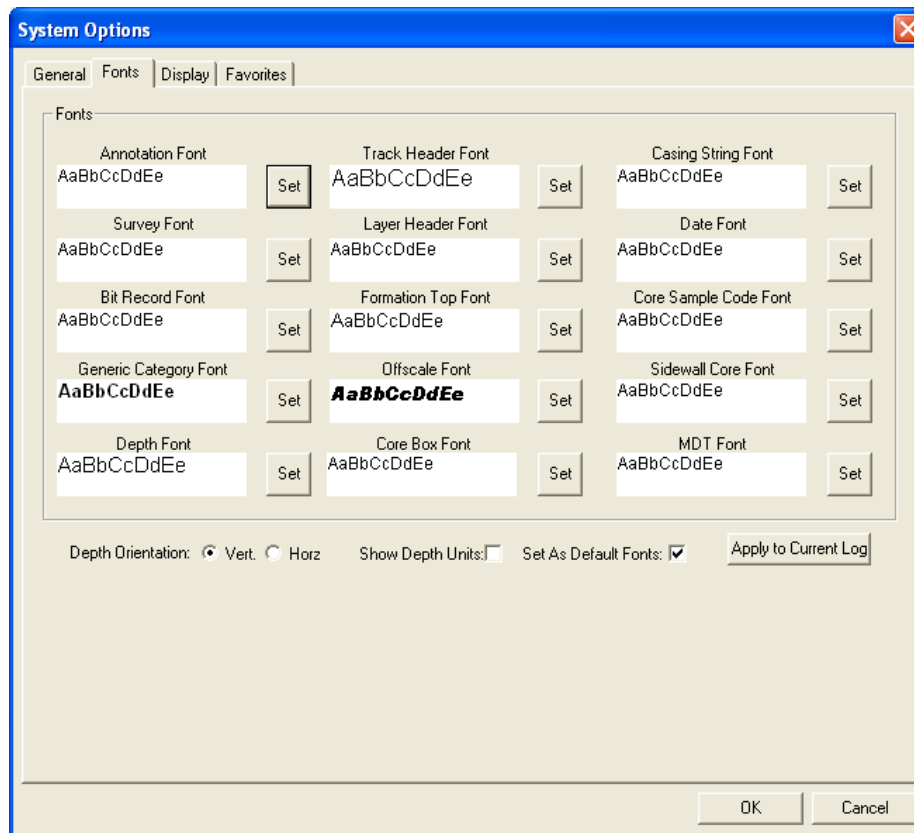 System Options
General Fonts Display Favorites
Fonts
Annotation Font Track Header Font Casing String Font
AaBbCcDdEe Set AaBbCcDdEe Set AaBbCcDdEe Set
Survey Font Layer Header Font Date Font
AaBbCcDdEe Set AaBbCcDdEe Set AaBbCcDdEe Set
Bit Record Font Formation Top Font Core Sample Code Font
AaBbCcDdEe Set AaBbCcDdEe Set AaBbCcDdEe Set
Generic Category Font Offscale Font Sidewall Core Font
AaBbCcDdEe Set AaBbCcDdEe Set AaBbCcDdEe Set
Depth Font Core Box Font MDT Font
AaBbCcDdEe Set AaBbCcDdEe Set AaBbCcDdEe Set
Depth Orientation: Vert. Horz Show Depth Units: Set As Default Fonts: Apply to Current Log
OK Cancel